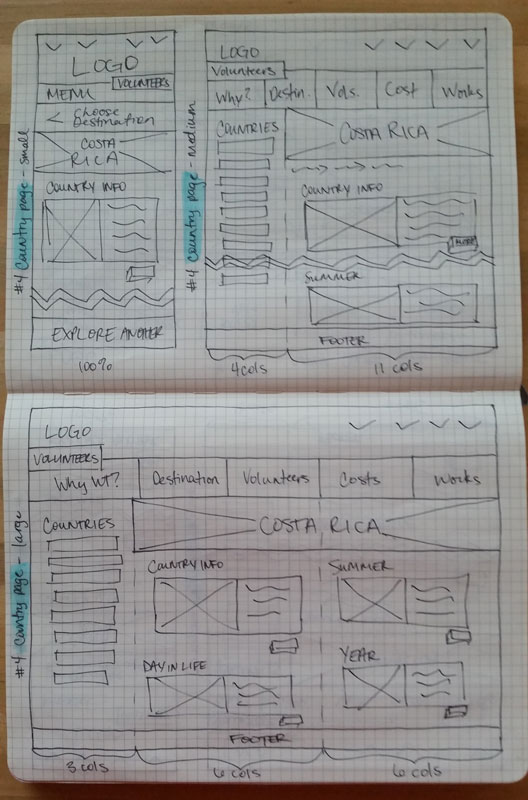 #4 Country page - small
LOGO
VOLUNTEERS
MENU
< Choose
Destination
COSTA
RICA
COUNTRY INFO
EXPLORE ANOTHER
100%
#4 Country page - medium
LOGO
Volunteers
Why? Destin. Vols. Cost Works
COUNTRIES
COSTA RICA
COUNTRY INFO
MORE
SUMMER
FOOTER
4 cols 11 cols
#4 Country page - large
LOGO
VOLUNTEERS
Why WT? Destination Volunteers Costs Works
COUNTRIES
COSTA RICA
COUNTRY INFO SUMMER
DAY IN LIFE YEAR
FOOTER
3 cols 6 cols 6 cols